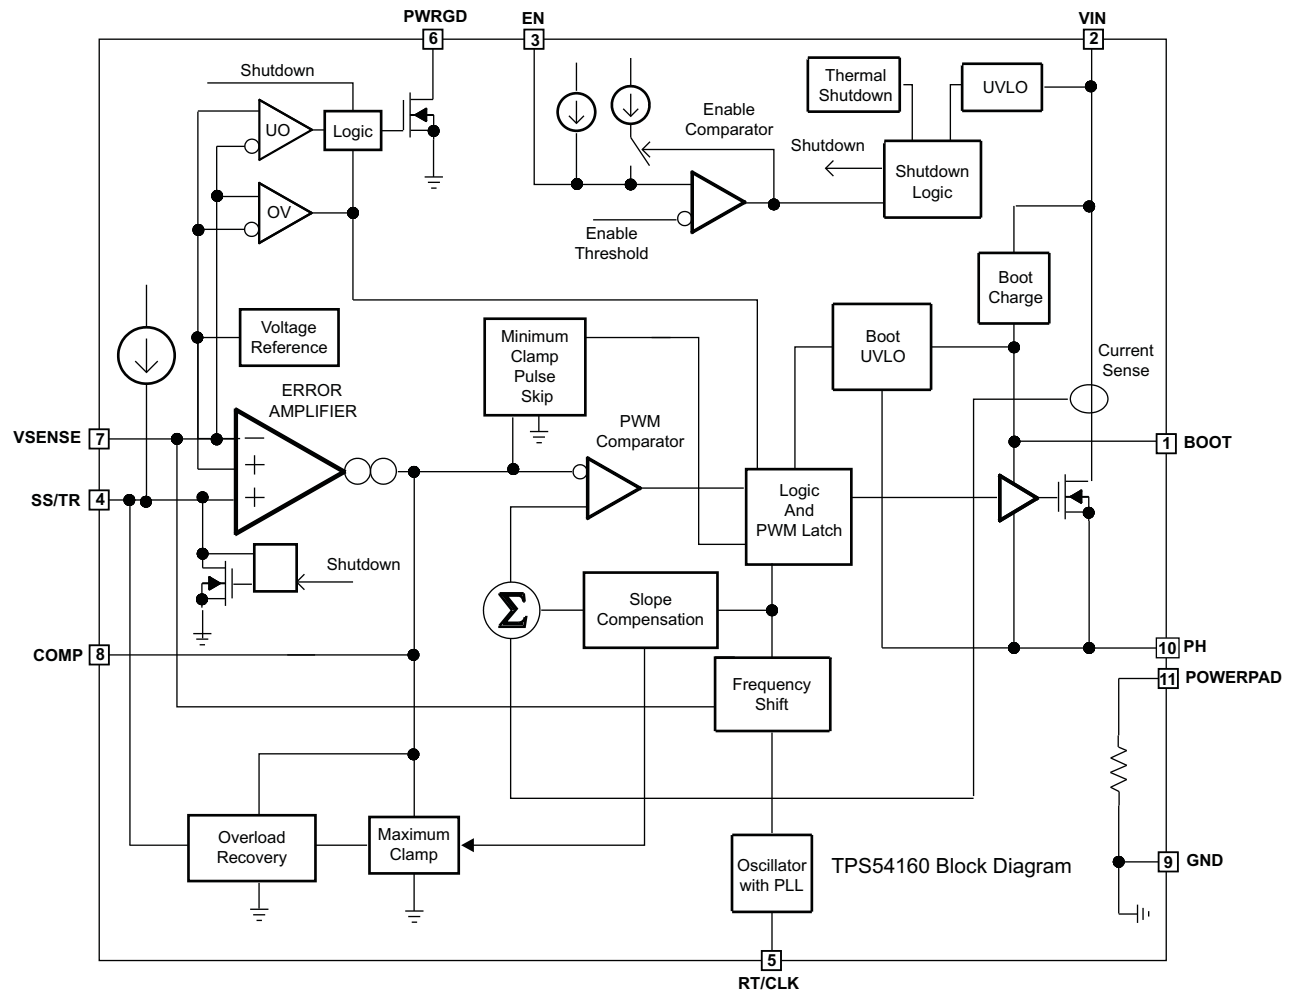 PWRGD
EN
VIN
6
3
2
Shutdown
Thermal
Shutdown
UVLO
UO
Logic
Enable
Comparator
Shutdown
Shutdown
Logic
OV
Enable
Threshold
Boot
Charge
Voltage
Reference
Minimum
Clamp
Pulse
Skip
Boot
UVLO
Current
Sense
ERROR
AMPLIFIER
PWM
Comparator
VSENSE 7
1 BOOT
−
+
+
SS/TR 4
Logic
And
PWM Latch
Shutdown
Σ
Slope
Compensation
COMP 8
10 PH
11 POWERPAD
Frequency
Shift
Overload
Recovery
Maximum
Clamp
Oscillator
with PLL
TPS54160 Block Diagram
9 GND
5
RT/CLK